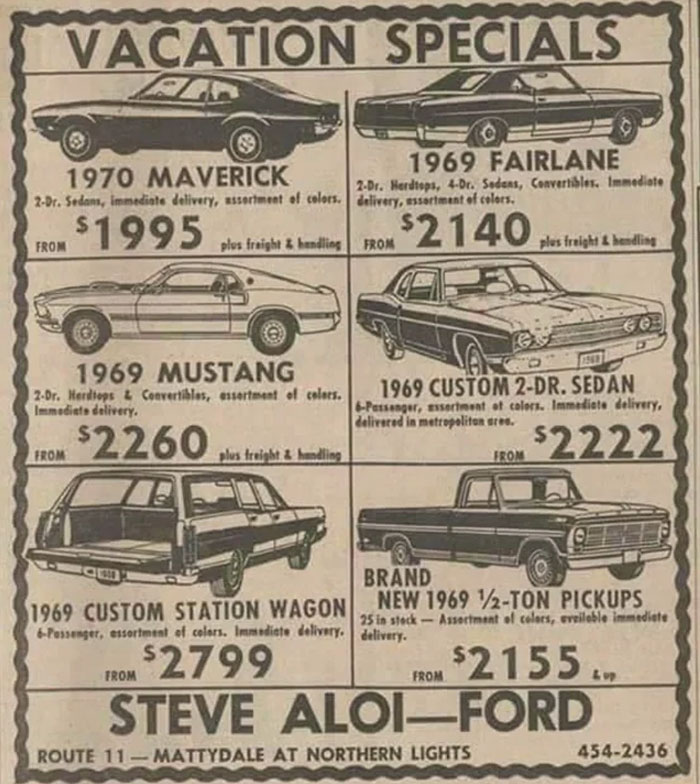 VACATION SPECIALS
1970 MAVERICK
2-Dr. Sedans, immediate delivery, assortment of colors.
FROM $1995 plus freight & handling
1969 FAIRLANE
2-Dr. Hardtops, 4-Dr. Sedans, Convertibles. Immediate
delivery, assortment of colors.
FROM $2140 plus freight & handling
1969 MUSTANG
2-Dr. Hardtops & Convertibles, assortment of colors.
Immediate delivery.
FROM $2260 plus freight & handling
1969
1969 CUSTOM 2-DR. SEDAN
6-Passenger, assortment of colors. Immediate delivery,
delivered in metropolitan area.
FROM $2222
1969 CUSTOM STATION WAGON
6-Passenger, assortment of colors. Immediate delivery.
FROM $2799
BRAND
NEW 1969 ½-TON PICKUPS
25 in stock — Assortment of colors, available immediate
delivery.
FROM $2155 & up
STEVE ALOI—FORD
ROUTE 11 — MATTYDALE AT NORTHERN LIGHTS 454-2436